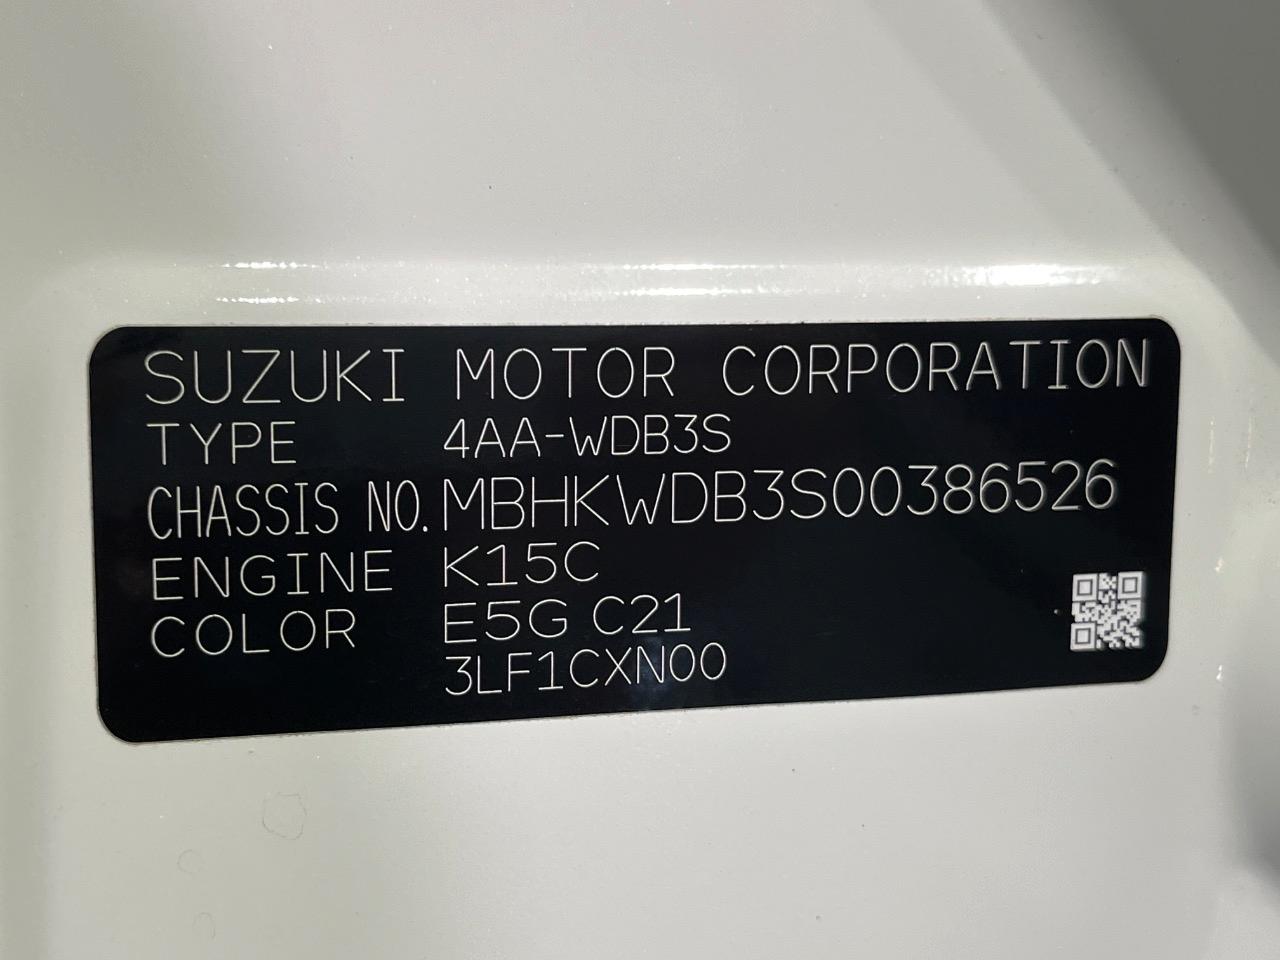 SUZUKI MOTOR CORPORATION
TYPE 4AA-WDB3S
CHASSIS NO. MBHKWDB3S00386526
ENGINE K15C
COLOR E5G C21
3LF1CXN00